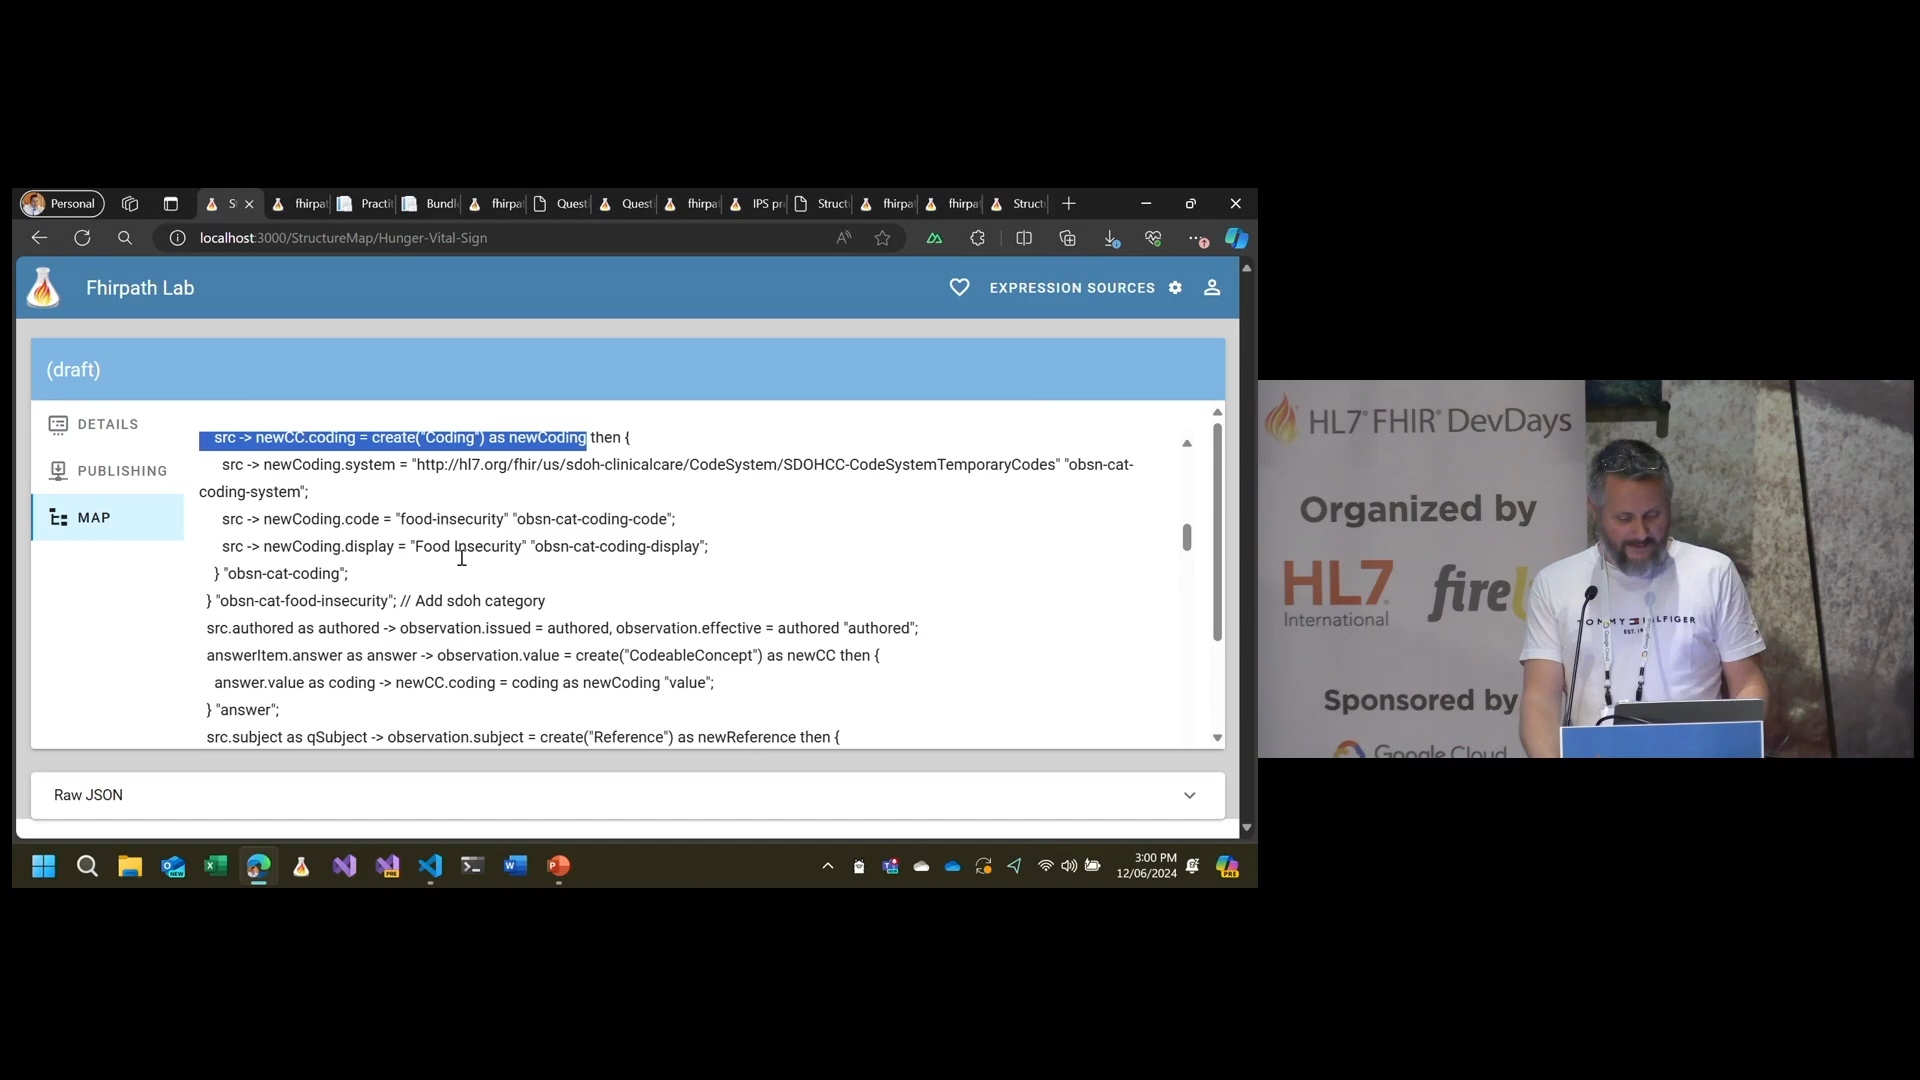 Personal
S
fhirpa
Practit
Bundl
fhirpa
Quest
Quest
fhirpa
IPS pr
Struct
fhirpa
fhirpa
Struct
localhost:3000/StructureMap/Hunger-Vital-Sign
Fhirpath Lab
EXPRESSION SOURCES
(draft)
DETAILS
PUBLISHING
MAP
src -> newCC.coding = create("Coding") as newCoding then {
src -> newCoding.system = "http://hl7.org/fhir/us/sdoh-clinicalcare/CodeSystem/SDOHCC-CodeSystemTemporaryCodes" "obsn-cat-
coding-system";
src -> newCoding.code = "food-insecurity" "obsn-cat-coding-code";
src -> newCoding.display = "Food Insecurity" "obsn-cat-coding-display";
} "obsn-cat-coding";
} "obsn-cat-food-insecurity"; // Add sdoh category
src.authored as authored -> observation.issued = authored, observation.effective = authored "authored";
answerItem.answer as answer -> observation.value = create("CodeableConcept") as newCC then {
answer.value as coding -> newCC.coding = coding as newCoding "value";
} "answer";
src.subject as qSubject -> observation.subject = create("Reference") as newReference then {
Raw JSON
3:00 PM
12/06/2024
HL7 FHIR DevDays
Organized by
HL7
International
firel
Sponsored by
Google Cloud
TOMMY HILFIGER